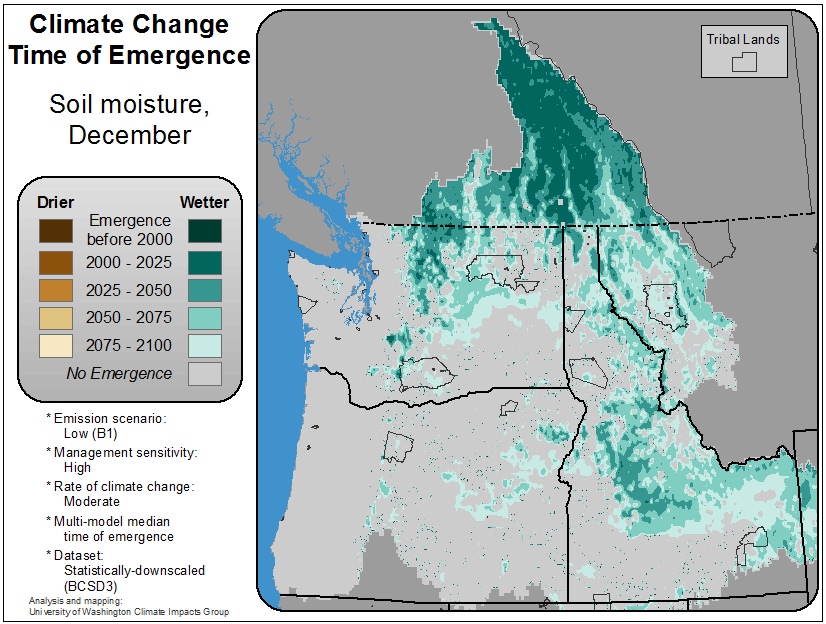 Climate Change
Time of Emergence
Soil moisture,
December
Drier
Wetter
Emergence
before 2000
2000 - 2025
2025 - 2050
2050 - 2075
2075 - 2100
No Emergence
* Emission scenario:
Low (B1)
* Management sensitivity:
High
* Rate of climate change:
Moderate
* Multi-model median
time of emergence
* Dataset:
Statistically-downscaled
(BCSD3)
Analysis and mapping:
University of Washington Climate Impacts Group
Tribal Lands